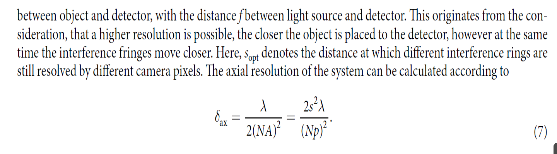 between object and detector, with the distance f between light source and detector. This originates from the con-
sideration, that a higher resolution is possible, the closer the object is placed to the detector, however at the same
time the interference fringes move closer. Here, s_opt denotes the distance at which different interference rings are
still resolved by different camera pixels. The axial resolution of the system can be calculated according to
δ_ax = λ / 2(NA)² = 2s²λ / (Np)². (7)